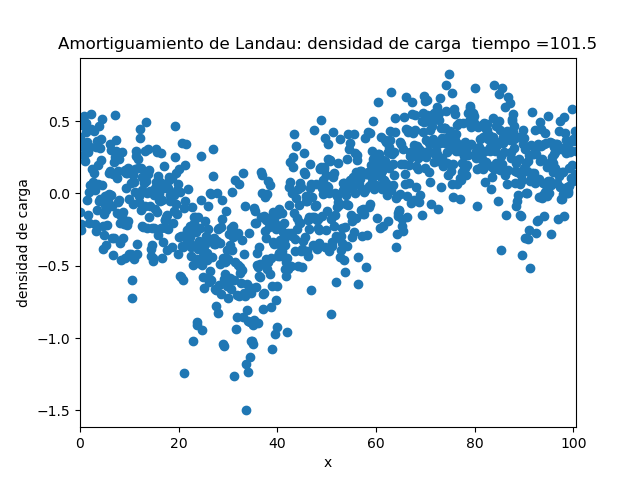 Amortiguamiento de Landau: densidad de carga  tiempo =101.5
densidad de carga
0.5
0.0
−0.5
−1.0
−1.5
0 20 40 60 80 100
x